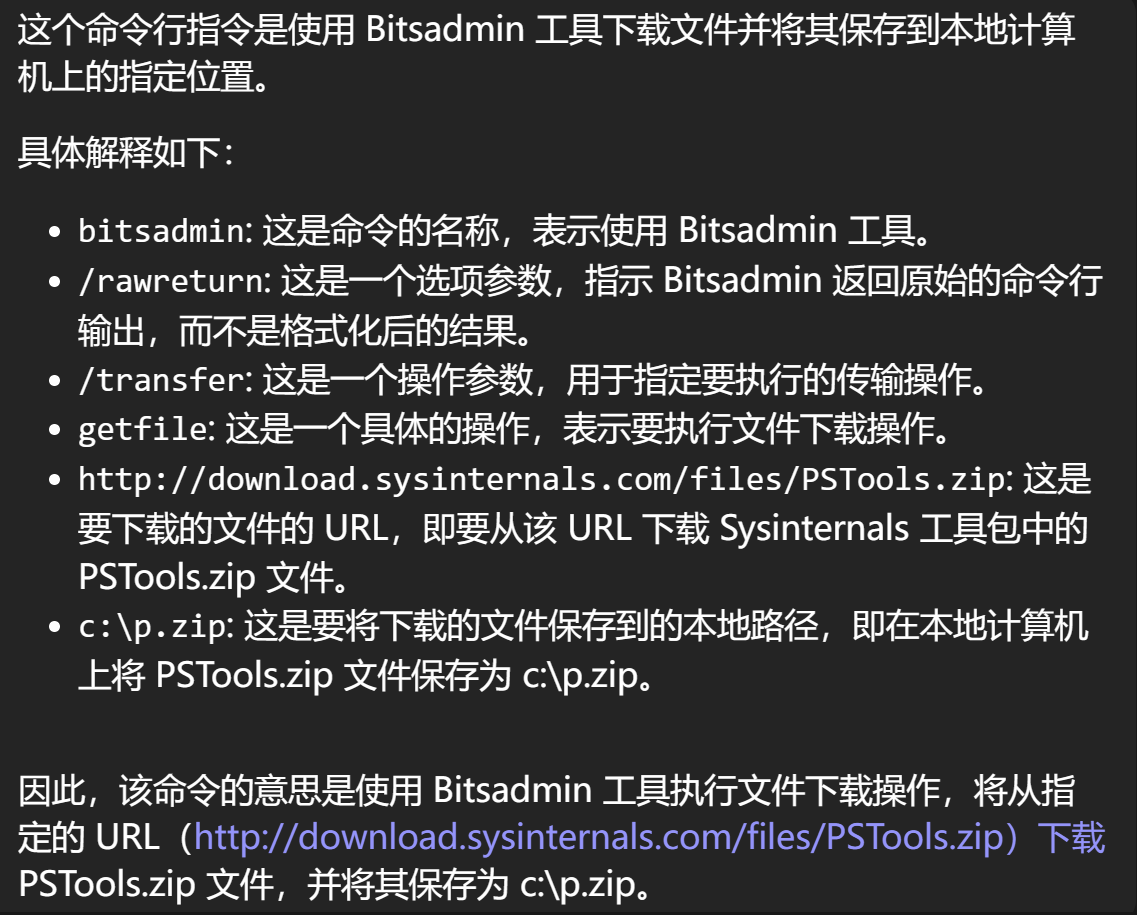 这个命令行指令是使用 Bitsadmin 工具下载文件并将其保存到本地计算
机上的指定位置。
具体解释如下：
• bitsadmin: 这是命令的名称，表示使用 Bitsadmin 工具。
• /rawreturn: 这是一个选项参数，指示 Bitsadmin 返回原始的命令行
输出，而不是格式化后的结果。
• /transfer: 这是一个操作参数，用于指定要执行的传输操作。
• getfile: 这是一个具体的操作，表示要执行文件下载操作。
• http://download.sysinternals.com/files/PSTools.zip: 这是
要下载的文件的 URL，即要从该 URL 下载 Sysinternals 工具包中的
PSTools.zip 文件。
• c:\p.zip: 这是要将下载的文件保存到的本地路径，即在本地计算机
上将 PSTools.zip 文件保存为 c:\p.zip。
因此，该命令的意思是使用 Bitsadmin 工具执行文件下载操作，将从指
定的 URL（http://download.sysinternals.com/files/PSTools.zip）下载
PSTools.zip 文件，并将其保存为 c:\p.zip。